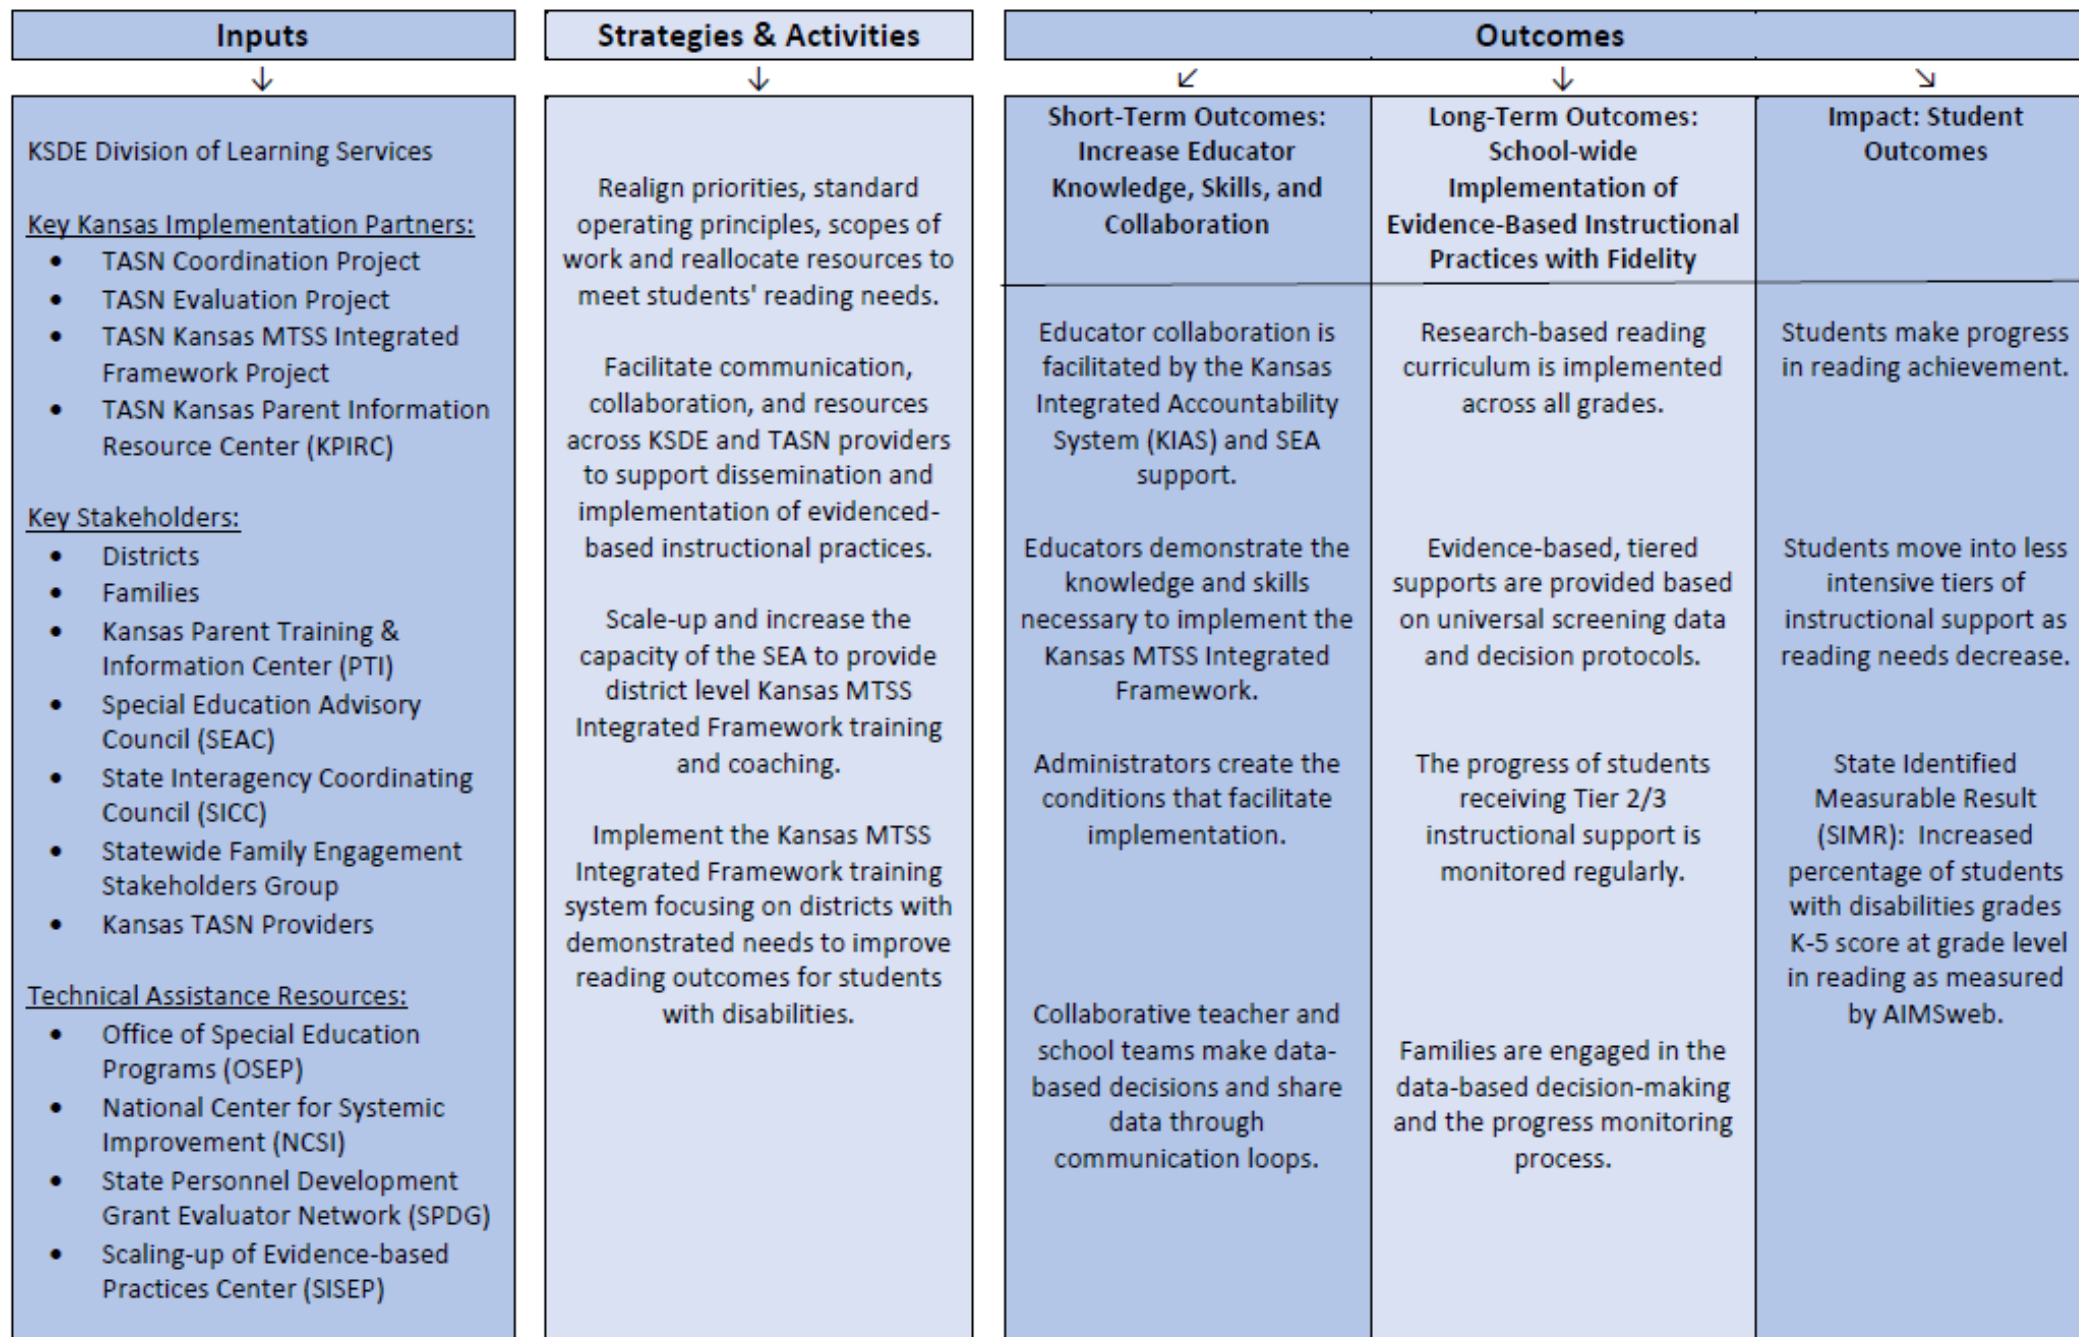 Inputs
KSDE Division of Learning Services
Key Kansas Implementation Partners:
• TASN Coordination Project
• TASN Evaluation Project
• TASN Kansas MTSS Integrated
Framework Project
• TASN Kansas Parent Information
Resource Center (KPIRC)
Key Stakeholders:
• Districts
• Families
• Kansas Parent Training &
Information Center (PTI)
• Special Education Advisory
Council (SEAC)
• State Interagency Coordinating
Council (SICC)
• Statewide Family Engagement
Stakeholders Group
• Kansas TASN Providers
Technical Assistance Resources:
• Office of Special Education
Programs (OSEP)
• National Center for Systemic
Improvement (NCSI)
• State Personnel Development
Grant Evaluator Network (SPDG)
• Scaling-up of Evidence-based
Practices Center (SISEP)
Strategies & Activities
Realign priorities, standard
operating principles, scopes of
work and reallocate resources to
meet students' reading needs.
Facilitate communication,
collaboration, and resources
across KSDE and TASN providers
to support dissemination and
implementation of evidenced-
based instructional practices.
Scale-up and increase the
capacity of the SEA to provide
district level Kansas MTSS
Integrated Framework training
and coaching.
Implement the Kansas MTSS
Integrated Framework training
system focusing on districts with
demonstrated needs to improve
reading outcomes for students
with disabilities.
Outcomes
Short-Term Outcomes:
Increase Educator
Knowledge, Skills, and
Collaboration
Educator collaboration is
facilitated by the Kansas
Integrated Accountability
System (KIAS) and SEA
support.
Educators demonstrate the
knowledge and skills
necessary to implement the
Kansas MTSS Integrated
Framework.
Administrators create the
conditions that facilitate
implementation.
Collaborative teacher and
school teams make data-
based decisions and share
data through
communication loops.
Long-Term Outcomes:
School-wide
Implementation of
Evidence-Based Instructional
Practices with Fidelity
Research-based reading
curriculum is implemented
across all grades.
Evidence-based, tiered
supports are provided based
on universal screening data
and decision protocols.
The progress of students
receiving Tier 2/3
instructional support is
monitored regularly.
Families are engaged in the
data-based decision-making
and the progress monitoring
process.
Impact: Student
Outcomes
Students make progress
in reading achievement.
Students move into less
intensive tiers of
instructional support as
reading needs decrease.
State Identified
Measurable Result
(SIMR): Increased
percentage of students
with disabilities grades
K-5 score at grade level
in reading as measured
by AIMSweb.